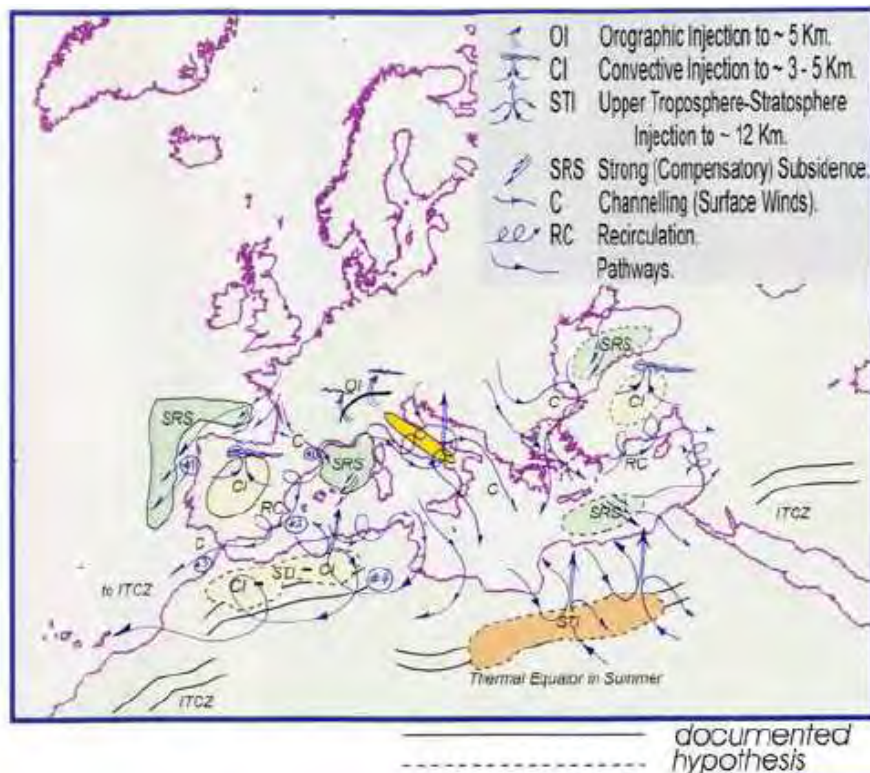 OI Orographic Injection to ~ 5 Km.
CI Convective Injection to ~ 3 - 5 Km.
STI Upper Troposphere-Stratosphere
Injection to ~ 12 Km.
SRS Strong (Compensatory) Subsidence.
C Channelling (Surface Winds).
RC Recirculation.
Pathways.
SRS
CI
C
RC
OI
SRS
C
SRS
CI
C
RC
C
SRS
ITCZ
C
to ITCZ
CI
STI
CI
STI
Thermal Equator in Summer
ITCZ
documented
hypothesis